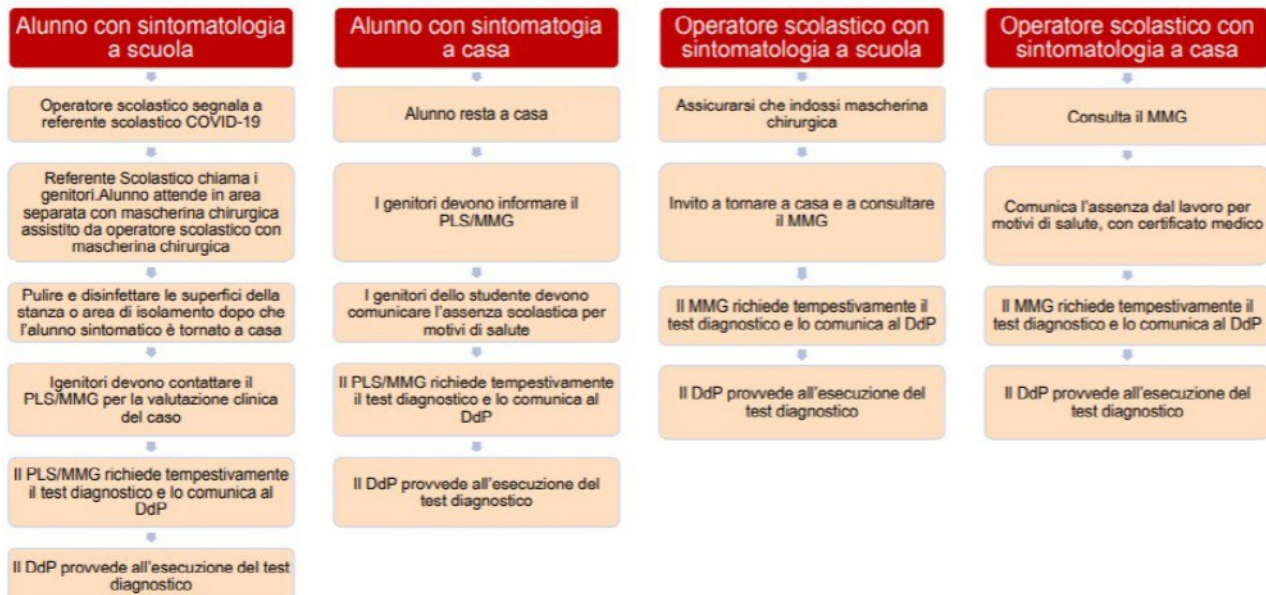 Alunno con sintomatologia
a scuola
Operatore scolastico segnala a
referente scolastico COVID-19
Referente Scolastico chiama i
genitori.Alunno attende in area
separata con mascherina chirurgica
assistito da operatore scolastico con
mascherina chirurgica
Pulire e disinfettare le superfici della
stanza o area di isolamento dopo che
l'alunno sintomatico è tornato a casa
Igenitori devono contattare il
PLS/MMG per la valutazione clinica
del caso
Il PLS/MMG richiede tempestivamente
il test diagnostico e lo comunica al
DdP
Il DdP provvede all'esecuzione del test
diagnostico
Alunno con sintomatogia
a casa
Alunno resta a casa
I genitori devono informare il
PLS/MMG
I genitori dello studente devono
comunicare l'assenza scolastica per
motivi di salute
Il PLS/MMG richiede tempestivamente
il test diagnostico e lo comunica al
DdP
Il DdP provvede all'esecuzione del
test diagnostico
Operatore scolastico con
sintomatologia a scuola
Assicurarsi che indossi mascherina
chirurgica
Invito a tornare a casa e a consultare
il MMG
Il MMG richiede tempestivamente il
test diagnostico e lo comunica al DdP
Il DdP provvede all'esecuzione del
test diagnostico
Operatore scolastico con
sintomatologia a casa
Consulta il MMG
Comunica l'assenza dal lavoro per
motivi di salute, con certificato medico
Il MMG richiede tempestivamente il
test diagnostico e lo comunica al DdP
Il DdP provvede all'esecuzione del
test diagnostico